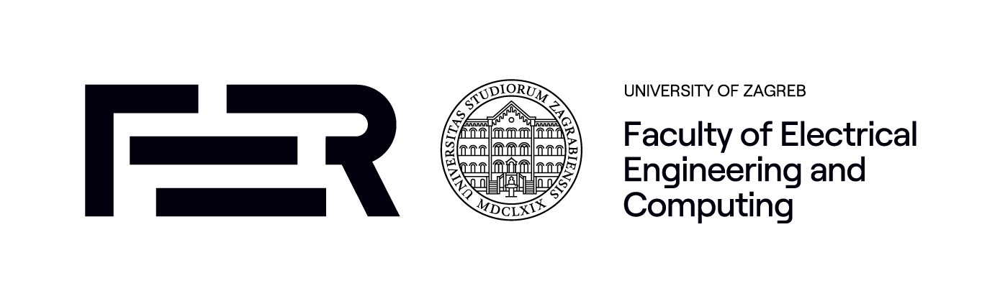 FER
UNIVERSITAS STUDIORUM ZAGRABIENSIS
MDCLXIX
UNIVERSITY OF ZAGREB
Faculty of Electrical
Engineering and
Computing